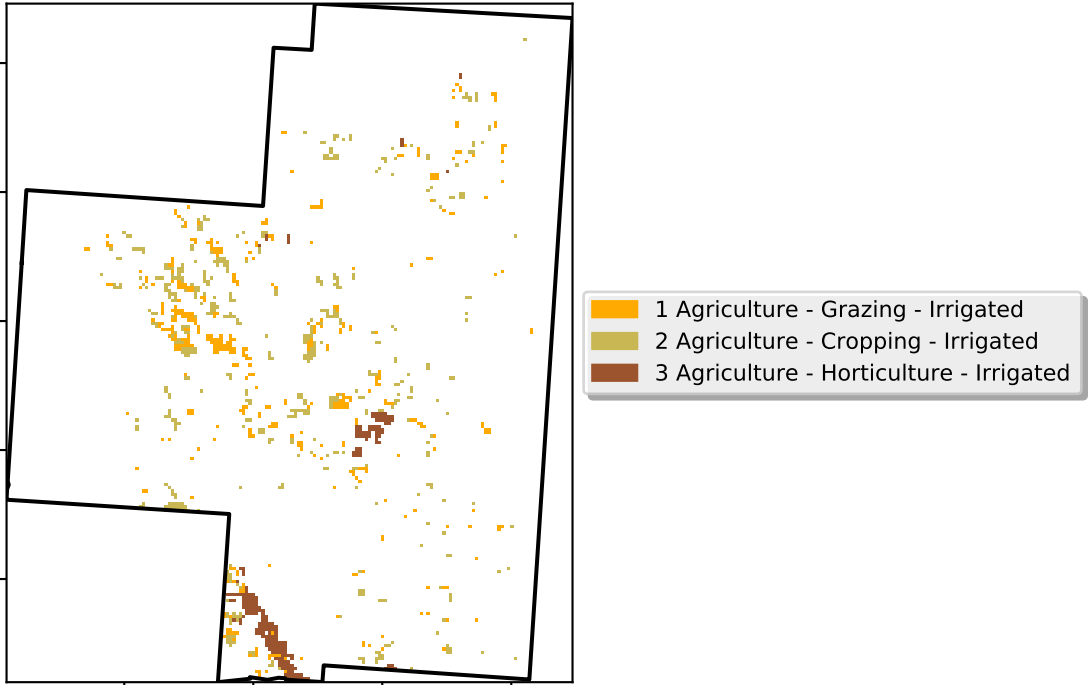 1 Agriculture - Grazing - Irrigated
2 Agriculture - Cropping - Irrigated
3 Agriculture - Horticulture - Irrigated